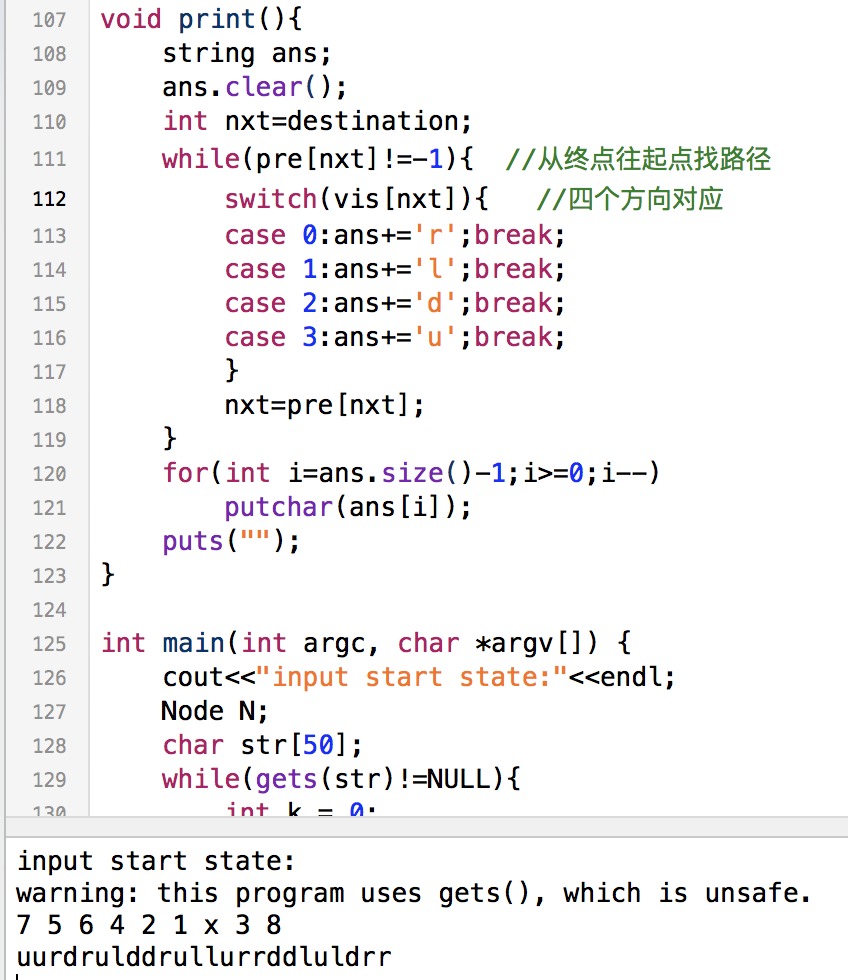 107 void print(){
108 string ans;
109 ans.clear();
110 int nxt=destination;
111 while(pre[nxt]!=-1){ //从终点往起点找路径
112 switch(vis[nxt]){ //四个方向对应
113 case 0:ans+='r';break;
114 case 1:ans+='l';break;
115 case 2:ans+='d';break;
116 case 3:ans+='u';break;
117 }
118 nxt=pre[nxt];
119 }
120 for(int i=ans.size()-1;i>=0;i--)
121 putchar(ans[i]);
122 puts("");
123 }
124
125 int main(int argc, char *argv[]) {
126 cout<<"input start state:"<<endl;
127 Node N;
128 char str[50];
129 while(gets(str)!=NULL){
130 int k = 0;
input start state:
warning: this program uses gets(), which is unsafe.
7 5 6 4 2 1 x 3 8
uurdrulddrullurrddluldrr